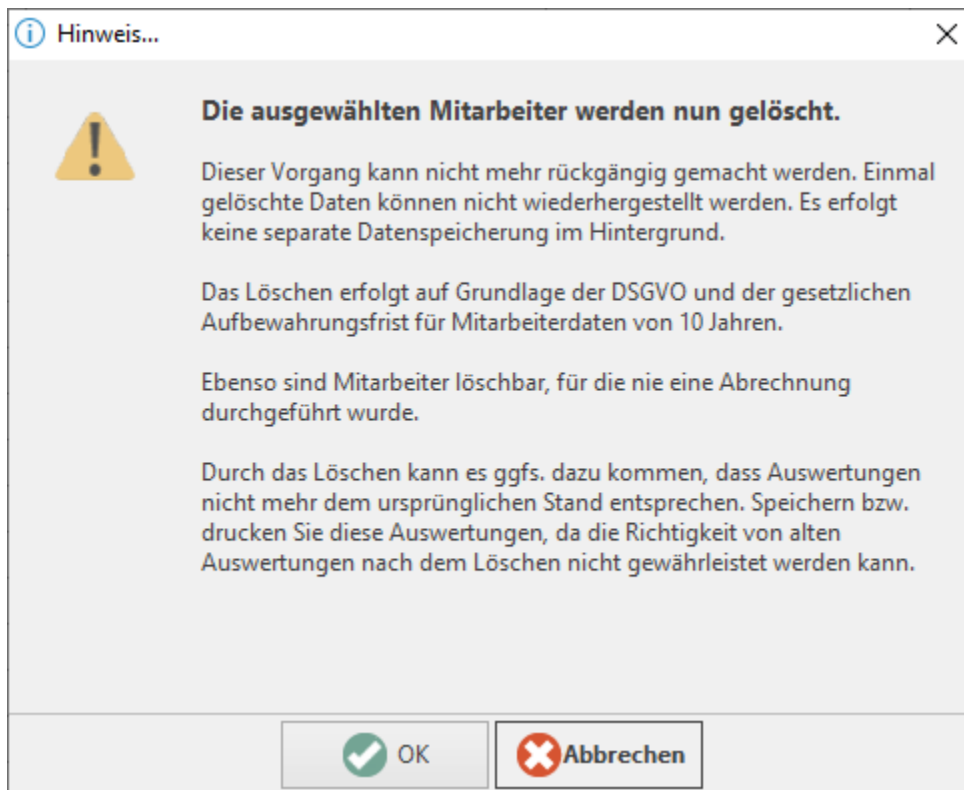 Hinweis...
Die ausgewählten Mitarbeiter werden nun gelöscht.
Dieser Vorgang kann nicht mehr rückgängig gemacht werden. Einmal
gelöschte Daten können nicht wiederhergestellt werden. Es erfolgt
keine separate Datenspeicherung im Hintergrund.
Das Löschen erfolgt auf Grundlage der DSGVO und der gesetzlichen
Aufbewahrungsfrist für Mitarbeiterdaten von 10 Jahren.
Ebenso sind Mitarbeiter löschbar, für die nie eine Abrechnung
durchgeführt wurde.
Durch das Löschen kann es ggfs. dazu kommen, dass Auswertungen
nicht mehr dem ursprünglichen Stand entsprechen. Speichern bzw.
drucken Sie diese Auswertungen, da die Richtigkeit von alten
Auswertungen nach dem Löschen nicht gewährleistet werden kann.
OK
Abbrechen